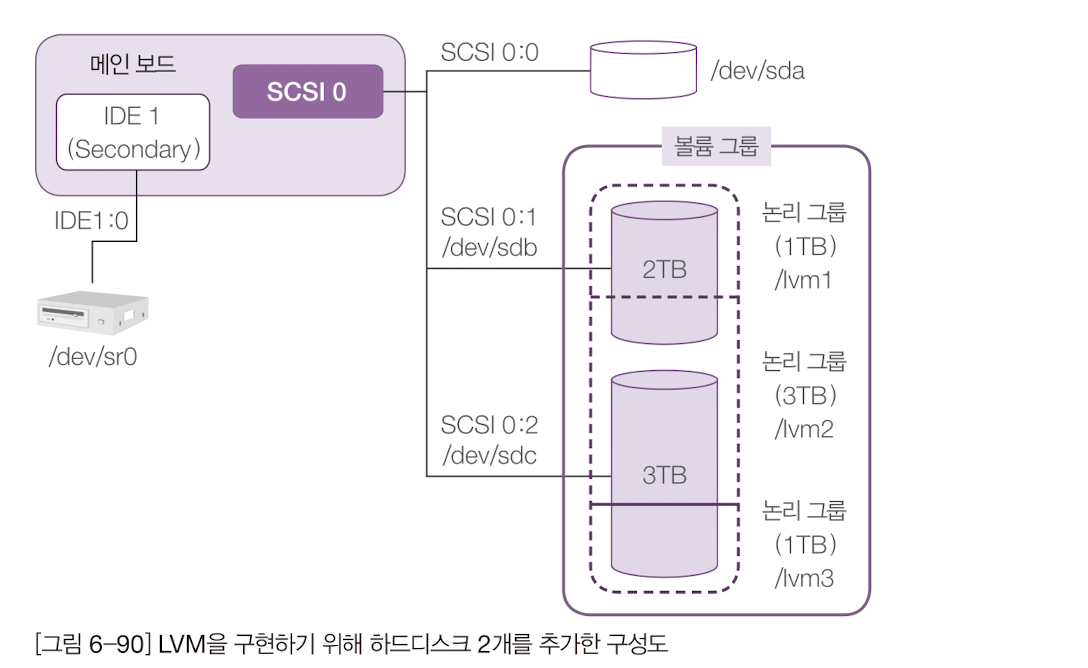 메인 보드
SCSI 0
IDE 1
(Secondary)
IDE1:0
/dev/sr0
SCSI 0:0
/dev/sda
볼륨 그룹
SCSI 0:1
/dev/sdb
2TB
논리 그룹
(1TB)
/lvm1
논리 그룹
(3TB)
/lvm2
SCSI 0:2
/dev/sdc
3TB
논리 그룹
(1TB)
/lvm3
[그림 6-90] LVM을 구현하기 위해 하드디스크 2개를 추가한 구성도